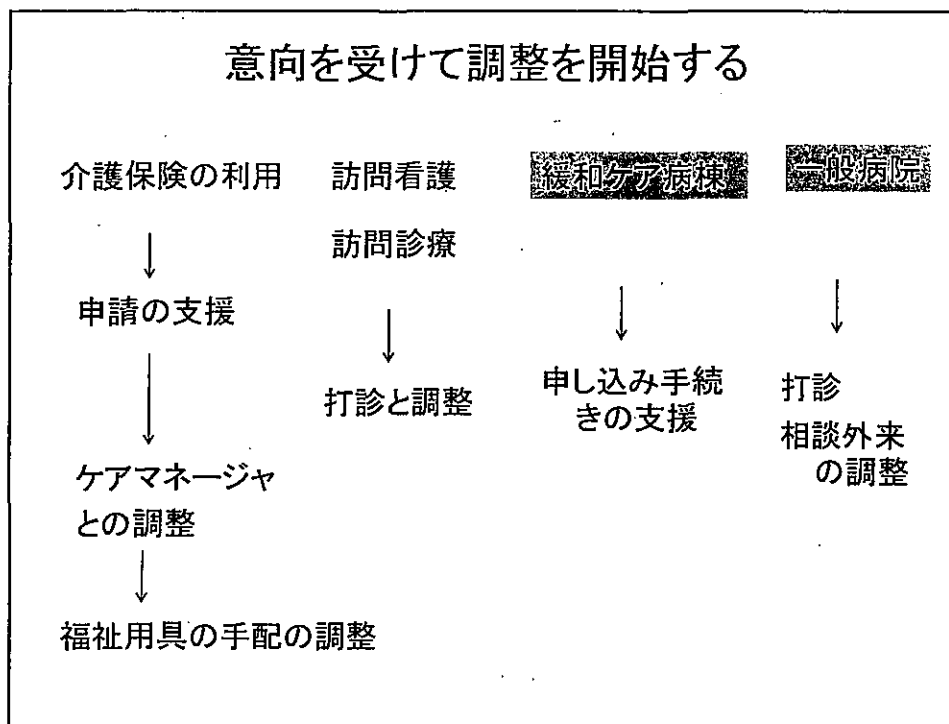 意向を受けて調整を開始する
介護保険の利用
申請の支援
ケアマネージャ
との調整
福祉用具の手配の調整
訪問看護
訪問診療
打診と調整
緩和ケア病棟
申し込み手続
きの支援
一般病院
打診
相談外来
の調整